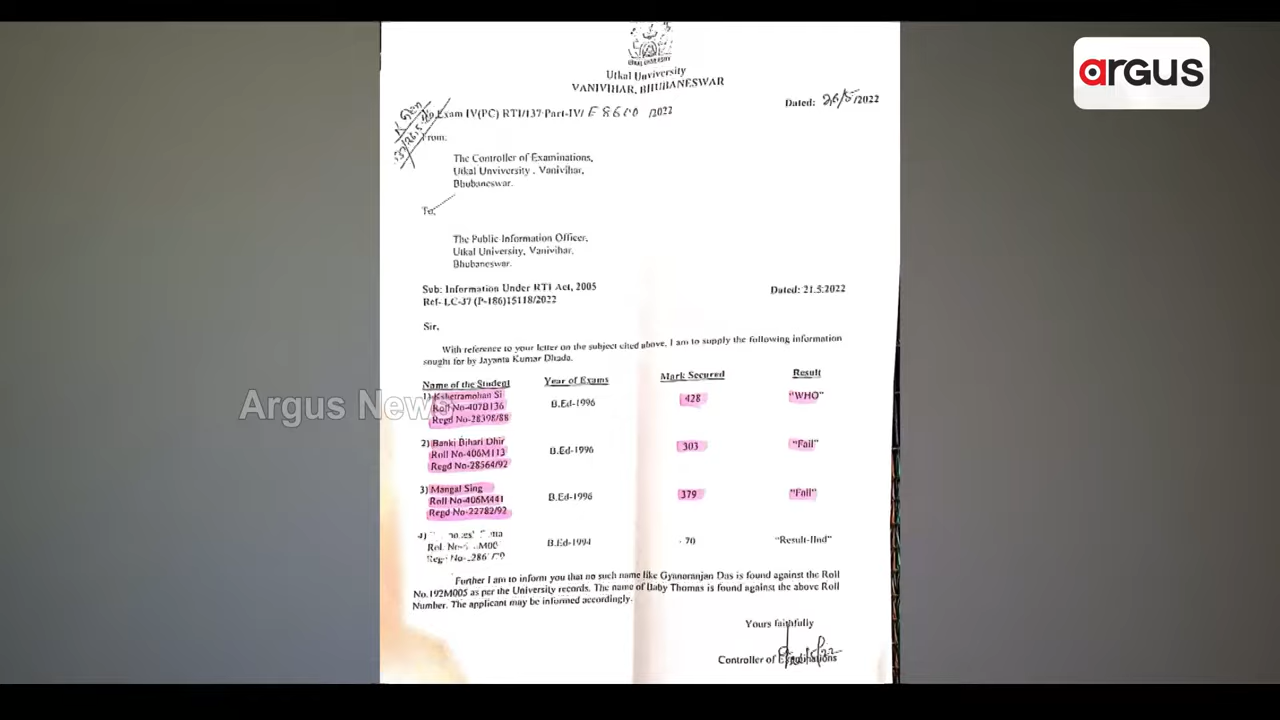 argus
UTKAL UNIVERSITY
Utkal Unviversity
VANIVIHAR, BHUBANESWAR
Dated: 26/5/2022
No Exam IV(PC) RTI/137 Part-IV/ E 8600 /2022
From:
The Controller of Examinations,
Utkal Unviversity . Vanivihar,
Bhubaneswar.
To,
The Public Information Officer,
Utkal University, Vanivihar,
Bhubaneswar.
Sub: Information Under RTI Act, 2005 Dated: 21.5.2022
Ref- LC-37 (P-186)15118/2022
Sir,
With reference to your letter on the subject cited above, I am to supply the following information
sought for by Jayanta Kumar Dhada.
Name of the Student Year of Exams Mark Secured Result
1) Kshetramohan Si B.Ed-1996 428 "WHO"
Roll No-407B136
Regd No-28398/88
2) Banki Bihari Dhir B.Ed-1996 303 "Fail"
Roll No-406M113
Regd No-28564/92
3) Mangal Sing B.Ed-1996 379 "Fail"
Roll No-406M441
Regd No-22782/92
4) B.Ed-1994 70 "Result-IInd"
Further I am to inform you that no such name like Gyanaranjan Das is found against the Roll
No.192M005 as per the University records. The name of Baby Thomas is found against the above Roll
Number. The applicant may be informed accordingly.
Yours faithfully
Controller of Examinations
Argus News